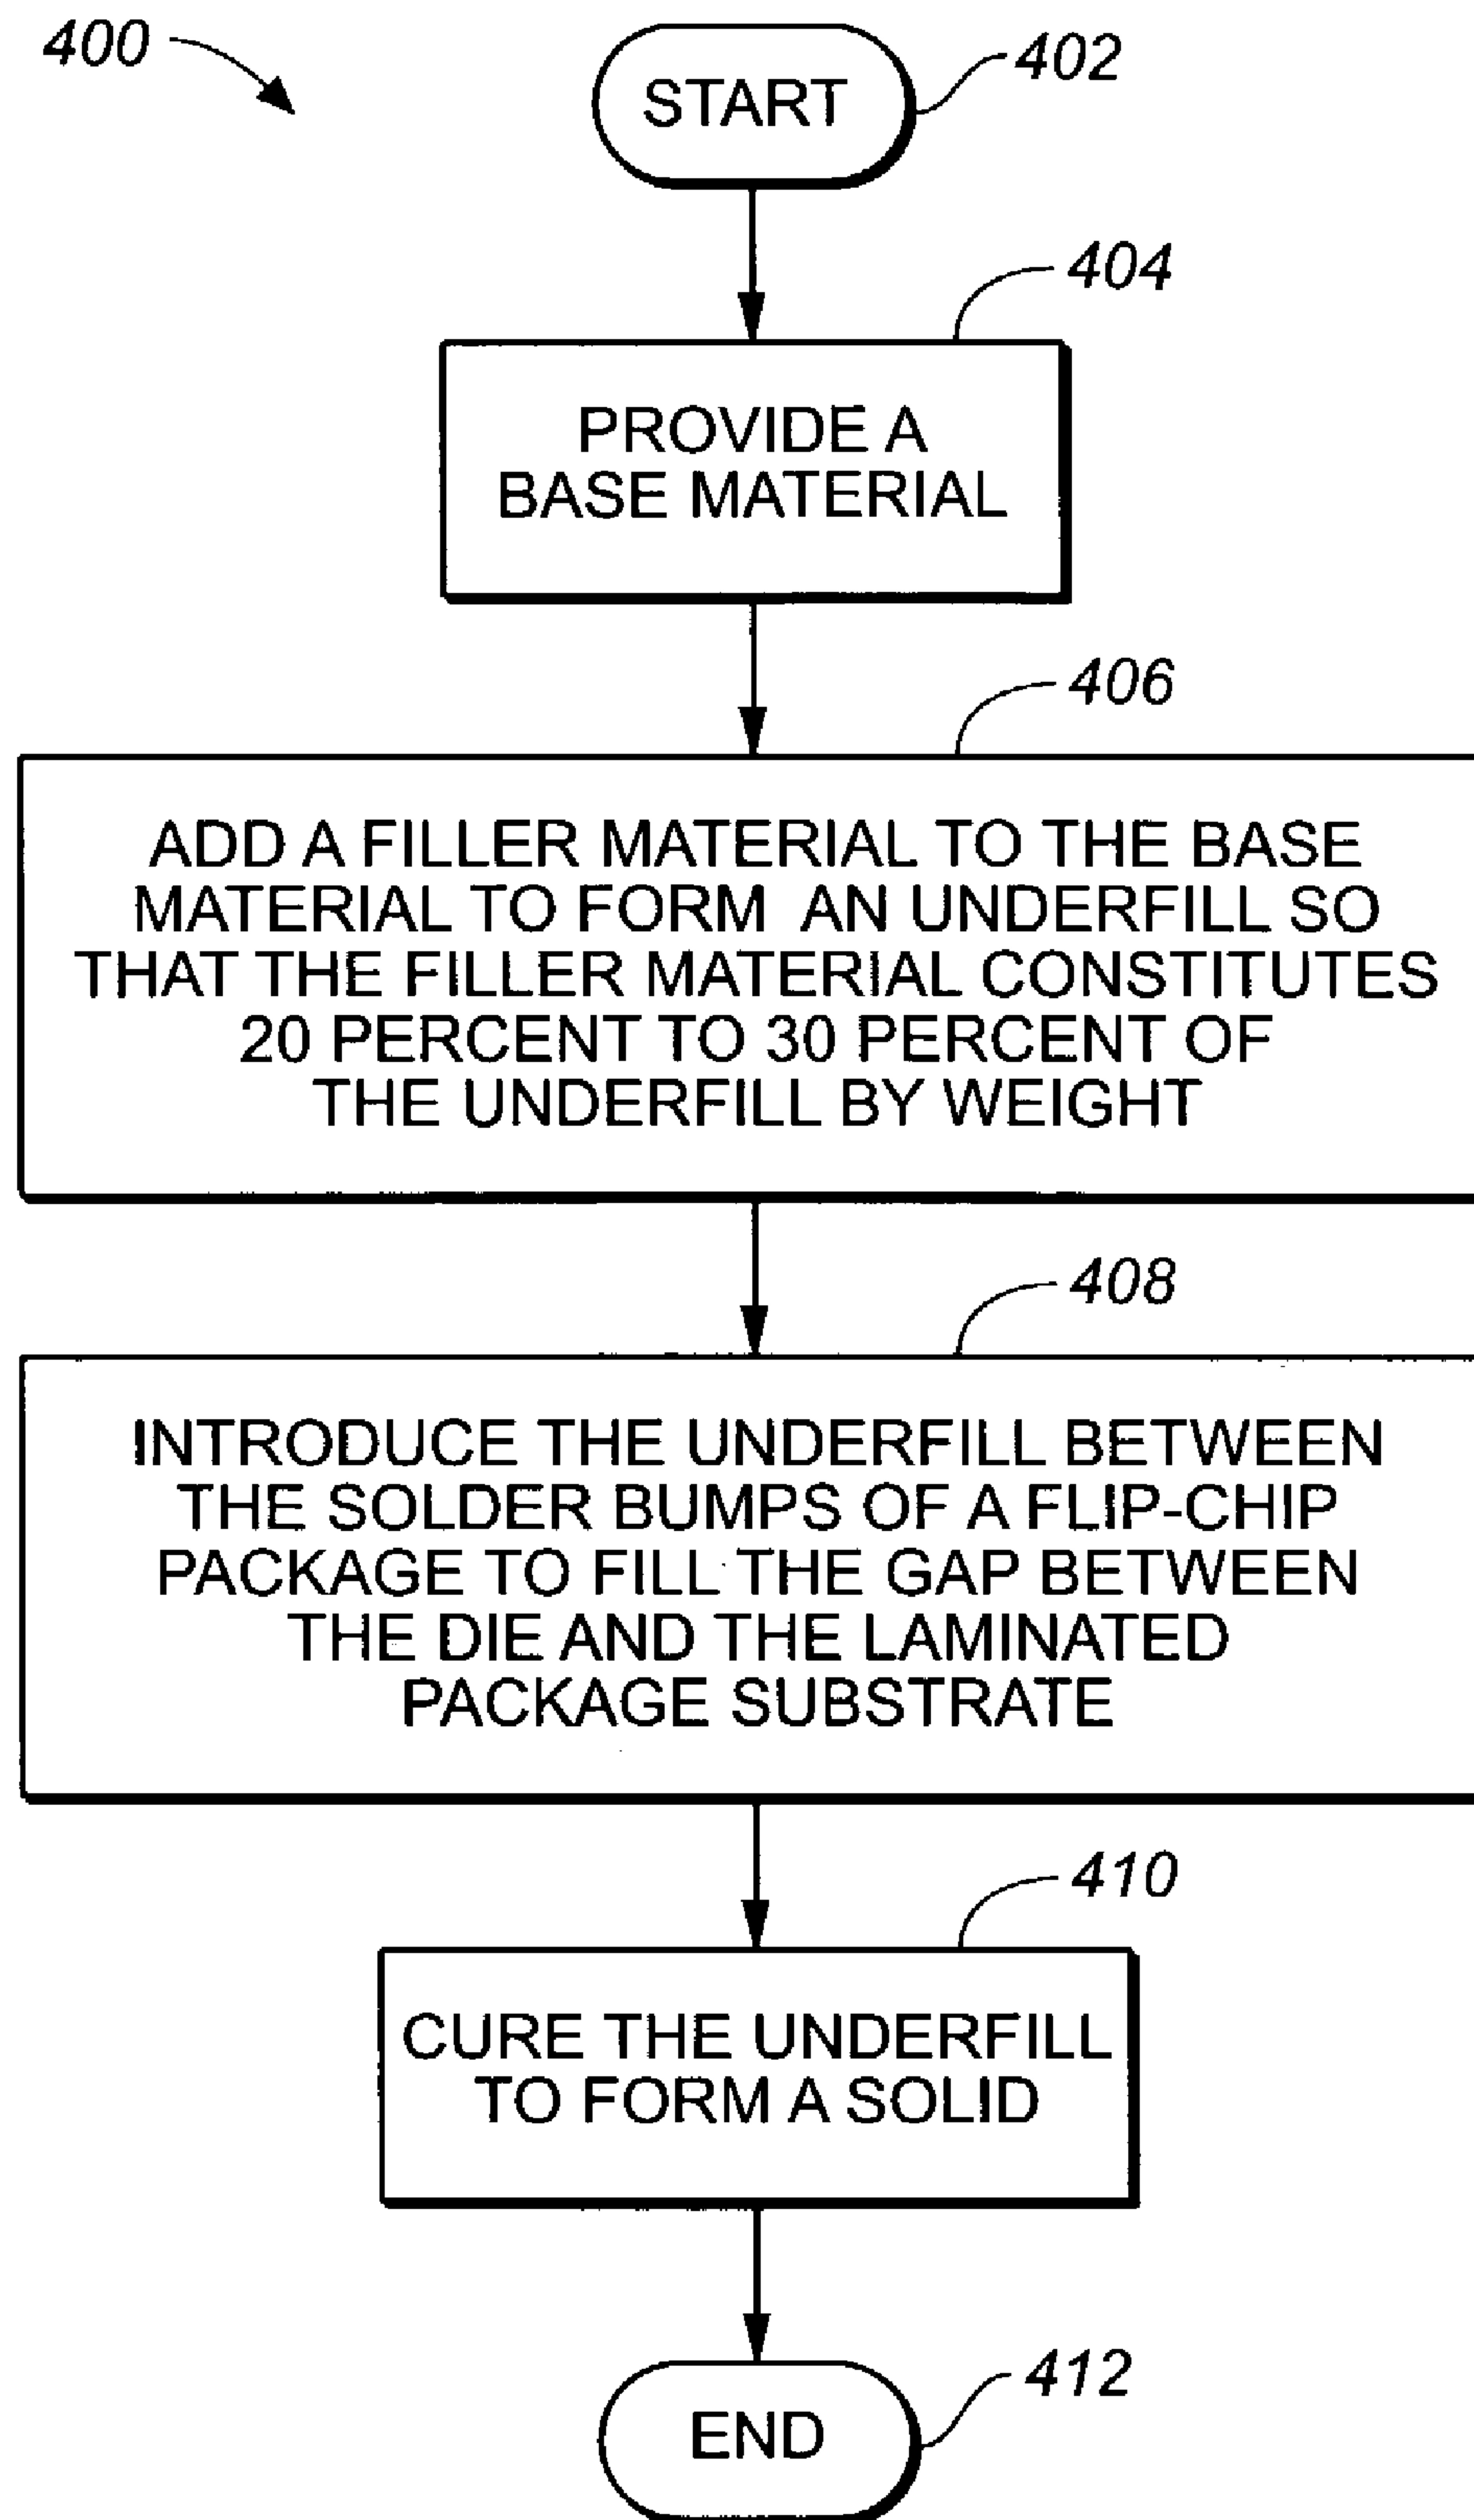 400
START
402
404
PROVIDE A
BASE MATERIAL
406
ADD A FILLER MATERIAL TO THE BASE
MATERIAL TO FORM AN UNDERFILL SO
THAT THE FILLER MATERIAL CONSTITUTES
20 PERCENT TO 30 PERCENT OF
THE UNDERFILL BY WEIGHT
408
INTRODUCE THE UNDERFILL BETWEEN
THE SOLDER BUMPS OF A FLIP-CHIP
PACKAGE TO FILL THE GAP BETWEEN
THE DIE AND THE LAMINATED
PACKAGE SUBSTRATE
410
CURE THE UNDERFILL
TO FORM A SOLID
412
END